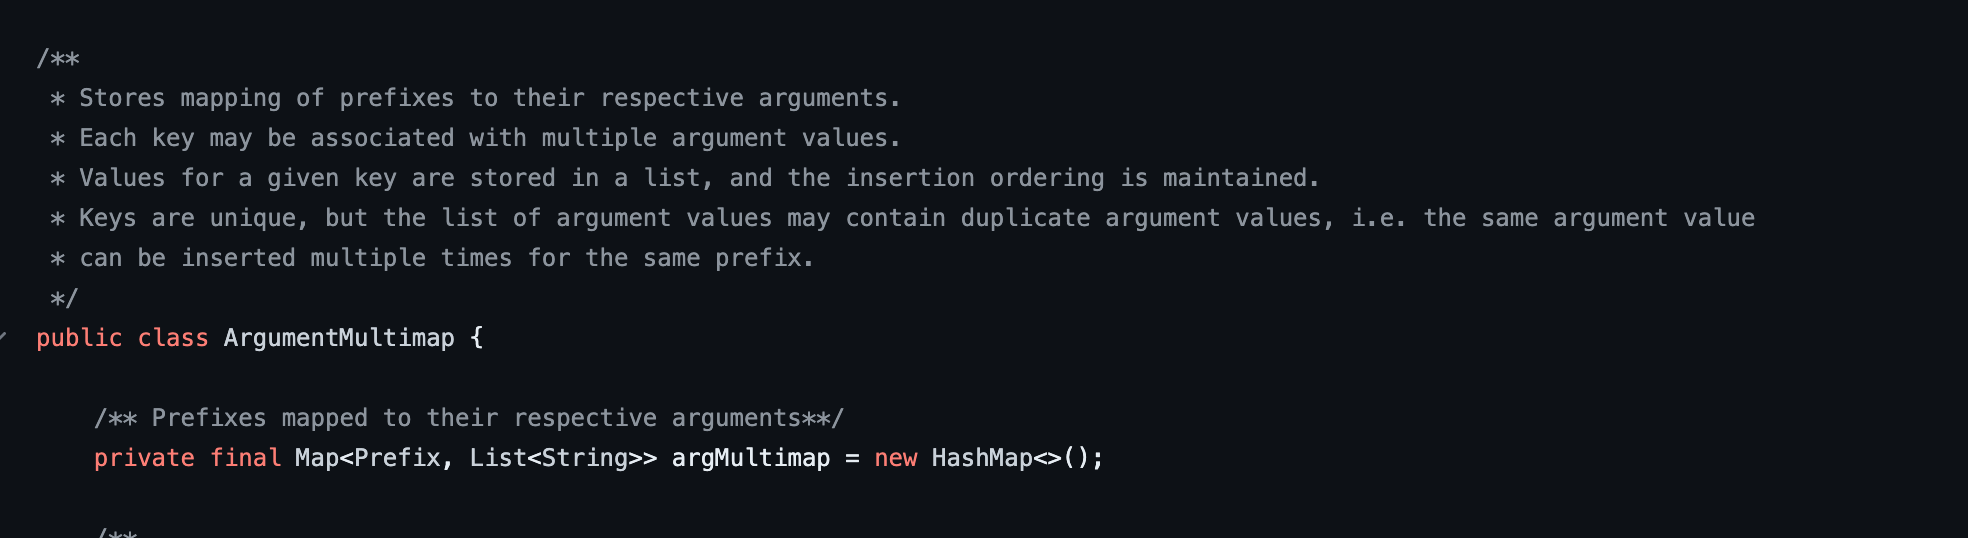 /**
 * Stores mapping of prefixes to their respective arguments.
 * Each key may be associated with multiple argument values.
 * Values for a given key are stored in a list, and the insertion ordering is maintained.
 * Keys are unique, but the list of argument values may contain duplicate argument values, i.e. the same argument value
 * can be inserted multiple times for the same prefix.
 */
public class ArgumentMultimap {

    /** Prefixes mapped to their respective arguments**/
    private final Map<Prefix, List<String>> argMultimap = new HashMap<>();

    /**